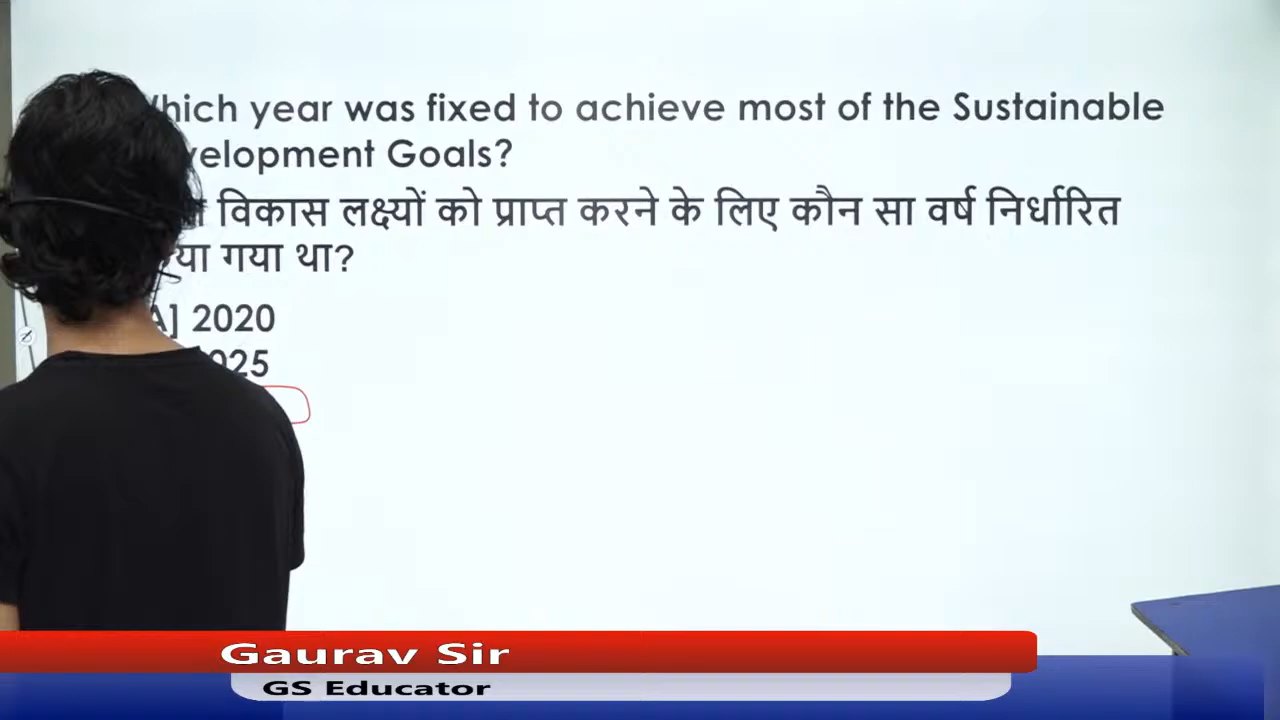 Which year was fixed to achieve most of the Sustainable
velopment Goals?
विकास लक्ष्यों को प्राप्त करने के लिए कौन सा वर्ष निर्धारित
गया था?
A] 2020
025
Gaurav Sir
GS Educator